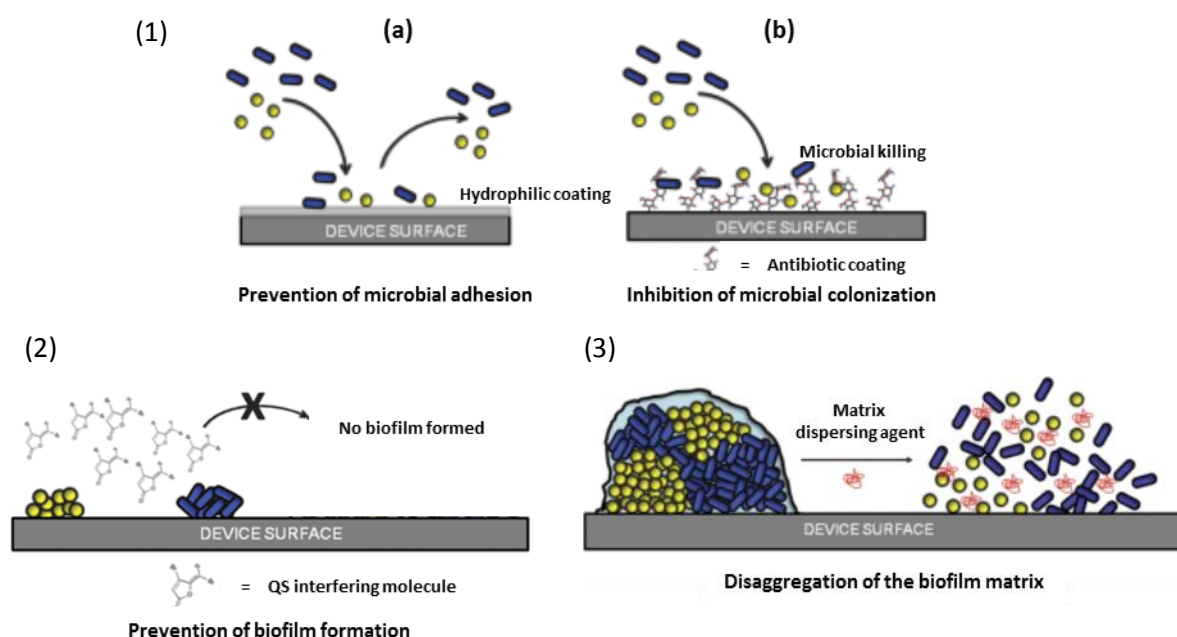 (1)
(a)
(b)
Microbial killing
Hydrophilic coating
DEVICE SURFACE
DEVICE SURFACE
= Antibiotic coating
Prevention of microbial adhesion
Inhibition of microbial colonization
(2)
(3)
X
No biofilm formed
Matrix
dispersing agent
DEVICE SURFACE
DEVICE SURFACE
= QS interfering molecule
Disaggregation of the biofilm matrix
Prevention of biofilm formation